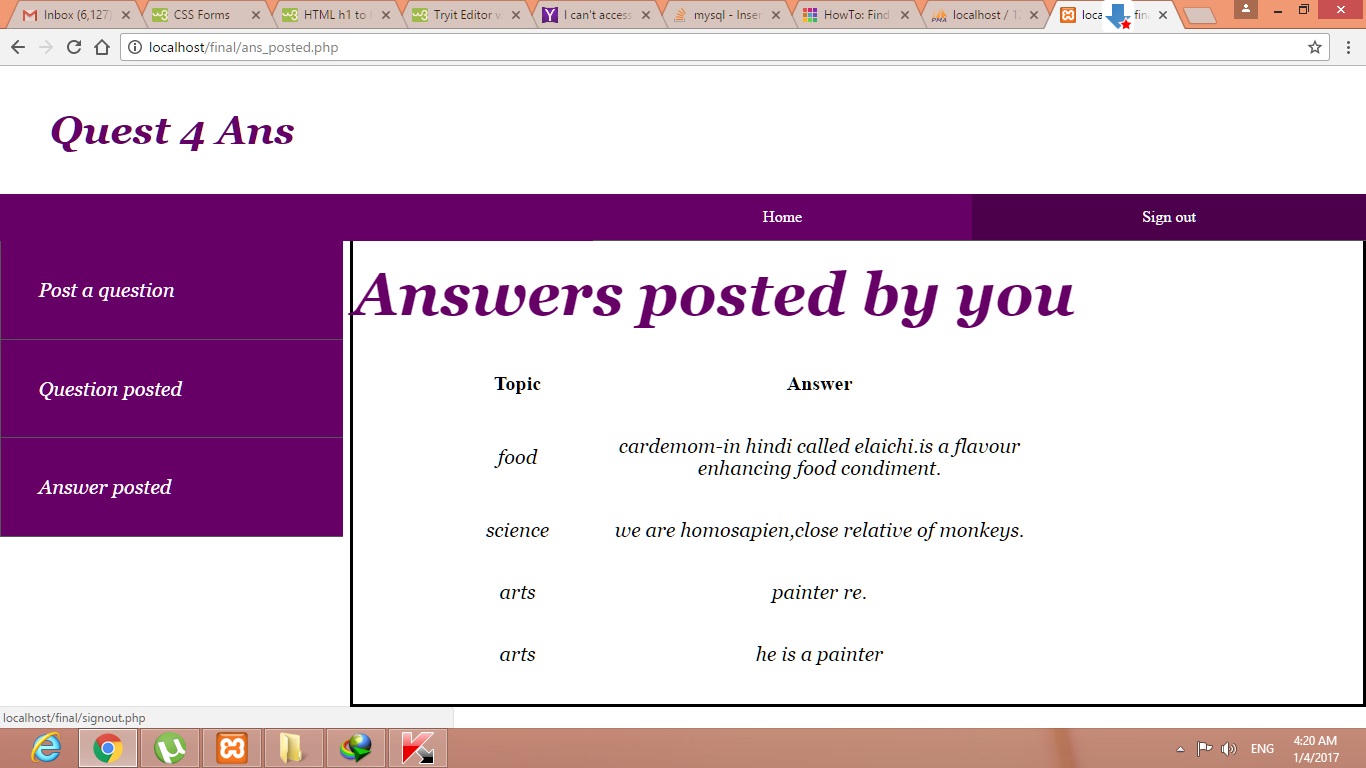 Inbox (6,127)
CSS Forms
HTML h1 to
Tryit Editor v
I can't access
mysql - Inser
HowTo: Find
localhost / 12
loca
fina
localhost/final/ans_posted.php
Quest 4 Ans
Home
Sign out
Post a question
Question posted
Answer posted
Answers posted by you
Topic Answer
food
cardemom-in hindi called elaichi.is a flavour
enhancing food condiment.
science we are homosapien,close relative of monkeys.
arts painter re.
arts he is a painter
localhost/final/signout.php
ENG
4:20 AM
1/4/2017